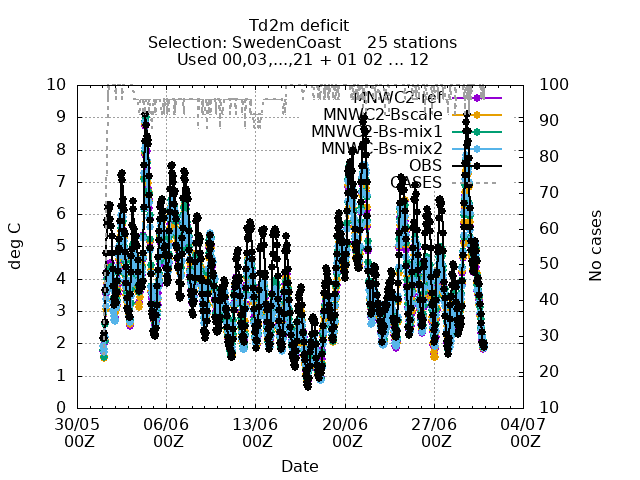 Td2m deficit
Selection: SwedenCoast 25 stations
Used 00,03,...,21 + 01 02 ... 12
MNWC2-ref
MNWC2-Bscale
MNWC2-Bs-mix1
MNWC2-Bs-mix2
OBS
CASES
deg C
10
9
8
7
6
5
4
3
2
1
0
No cases
100
90
80
70
60
50
40
30
20
10
30/05 06/06 13/06 20/06 27/06 04/07
00Z 00Z 00Z 00Z 00Z 00Z
Date